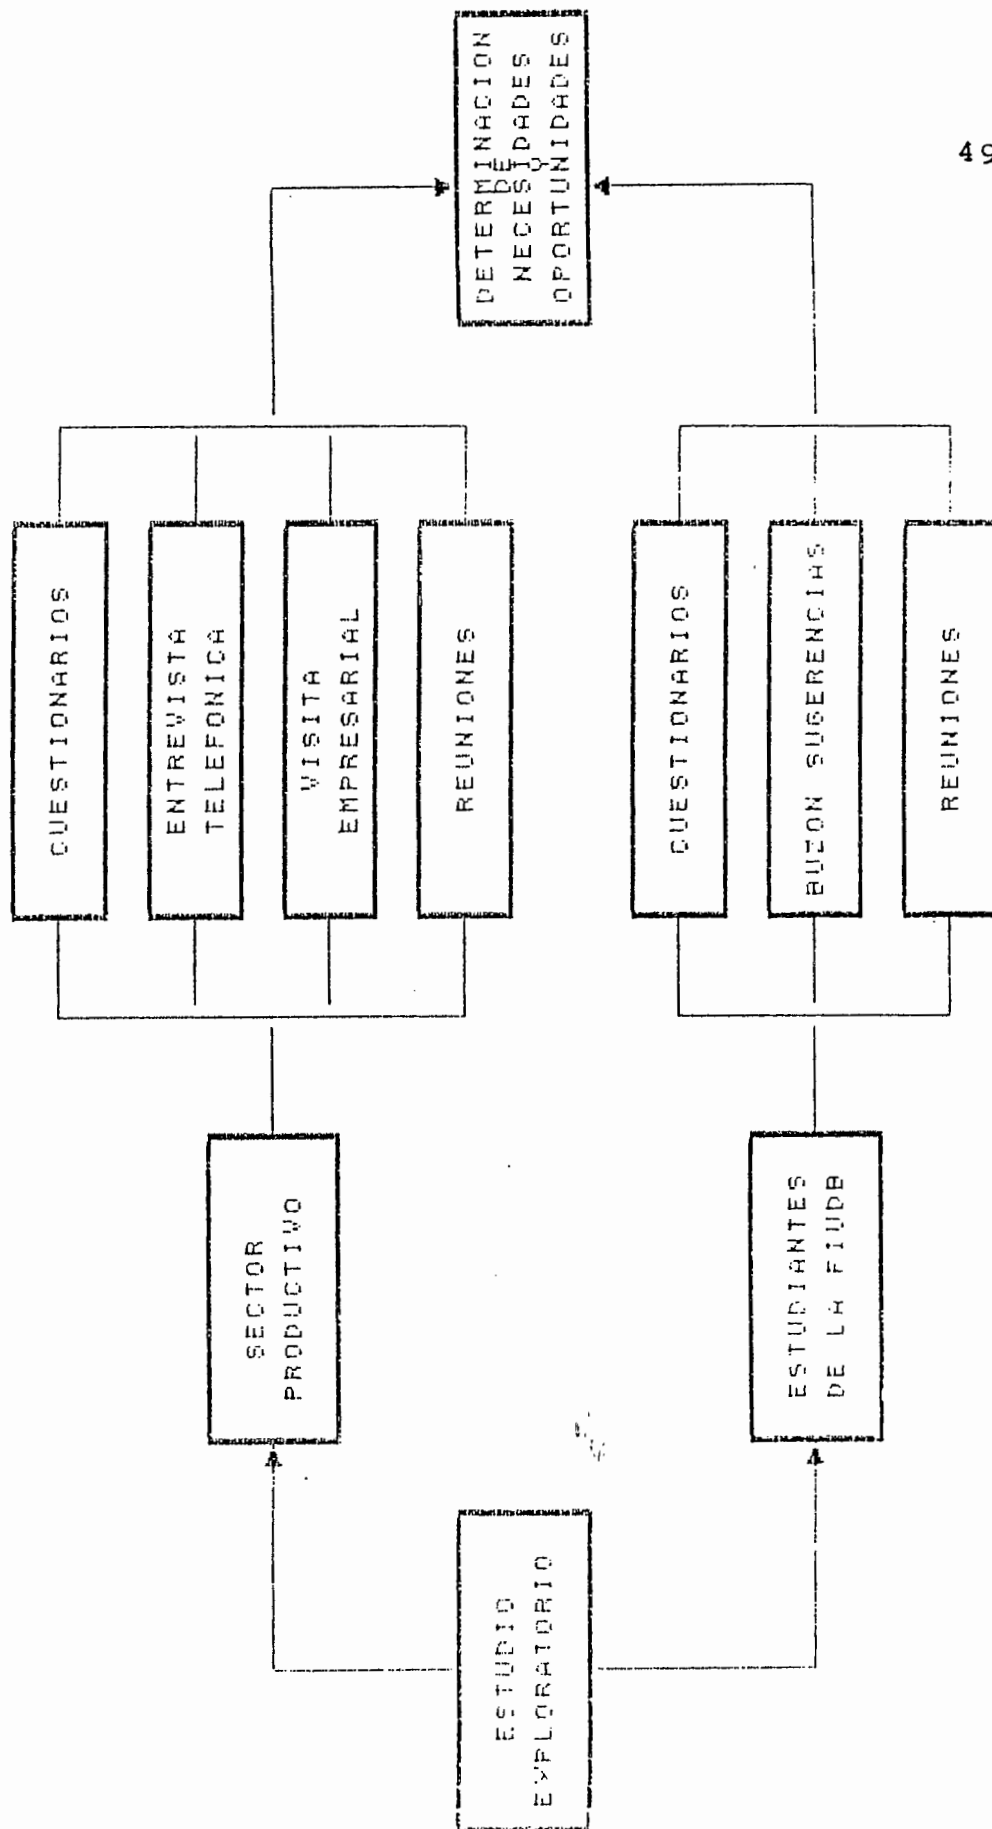 49
ESTUDIO
EXPLORATORIO
SECTOR
PRODUCTIVO
CUESTIONARIOS
ENTREVISTA
TELEFONICA
VISITA
EMPRESARIAL
REUNIONES
ESTUDIANTES
DE LA FIUDB
CUESTIONARIOS
BUZON SUGERENCIAS
REUNIONES
DETERMINACION
DE
NECESIDADES
Y
OPORTUNIDADES